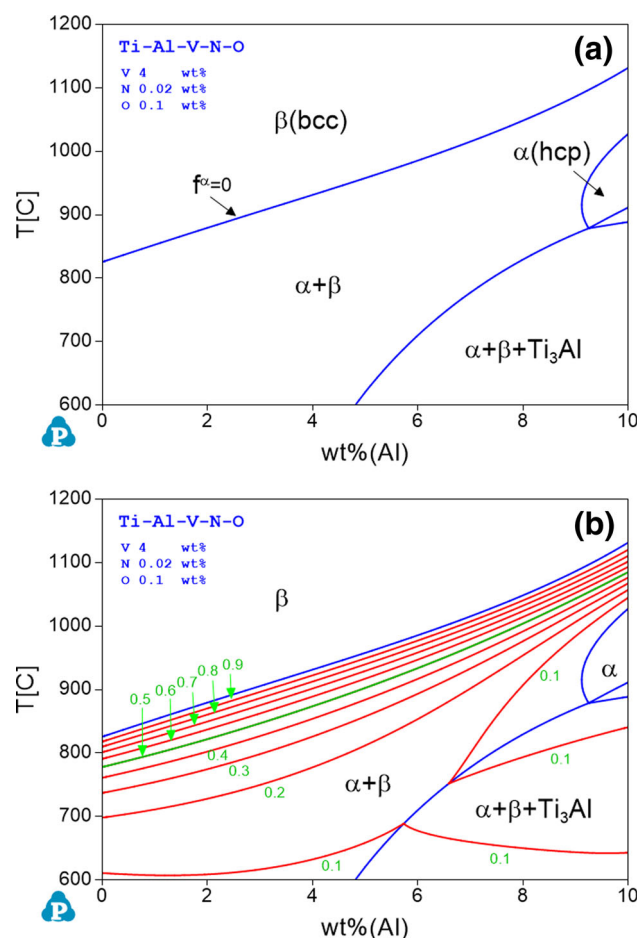 1200
(a)
Ti-Al-V-N-O
V 4 wt%
N 0.02 wt%
O 0.1 wt%
1100
β(bcc)
1000
α(hcp)
T[C]
fα=0
900
800
α+β
700
α+β+Ti3Al
600
0 2 4 6 8 10
P
wt%(Al)
1200
(b)
Ti-Al-V-N-O
V 4 wt%
N 0.02 wt%
O 0.1 wt%
1100
β
1000
T[C]
0.9
0.8
0.7
0.6
0.5
0.1
α
900
800
0.4
0.3
0.2
α+β
0.1
700
α+β+Ti3Al
0.1
0.1
600
0 2 4 6 8 10
P
wt%(Al)